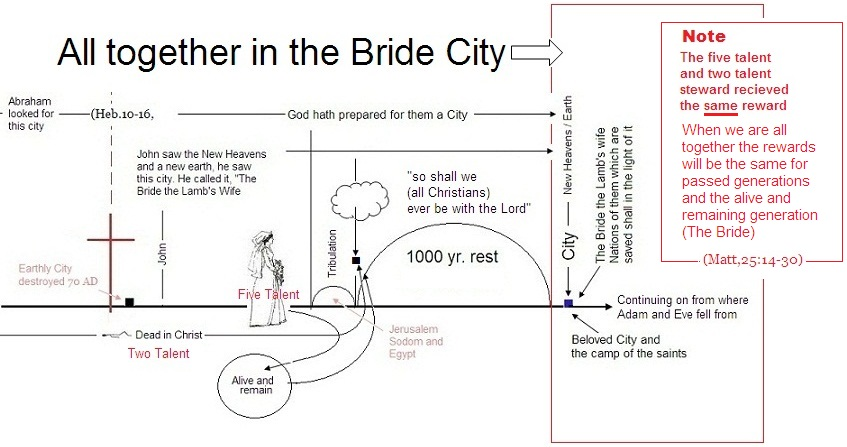 All together in the Bride City
Note
The five talent
and two talent
steward recieved
the same reward
When we are all
together the rewards
will be the same for
passed generations
and the alive and
remaining generation
(The Bride)
(Matt,25:14-30)
Abraham
looked for
this city
(Heb.10-16,
God hath prepared for them a City
John saw the New Heavens
and a new earth, he saw
this city. He called it, "The
Bride the Lamb's Wife
"so shall we
(all Christians)
ever be with the Lord"
New Heavens / Earth
City
The Bride the Lamb's wife
Nations of them which are
saved shall in the light of it
John
Tribulation
1000 yr. rest
Earthly City
destroyed 70 AD
Five Talent
Continuing on from where
Adam and Eve fell from
Dead in Christ
Two Talent
Jerusalem
Sodom and
Egypt
Beloved City and
the camp of the saints
Alive and
remain